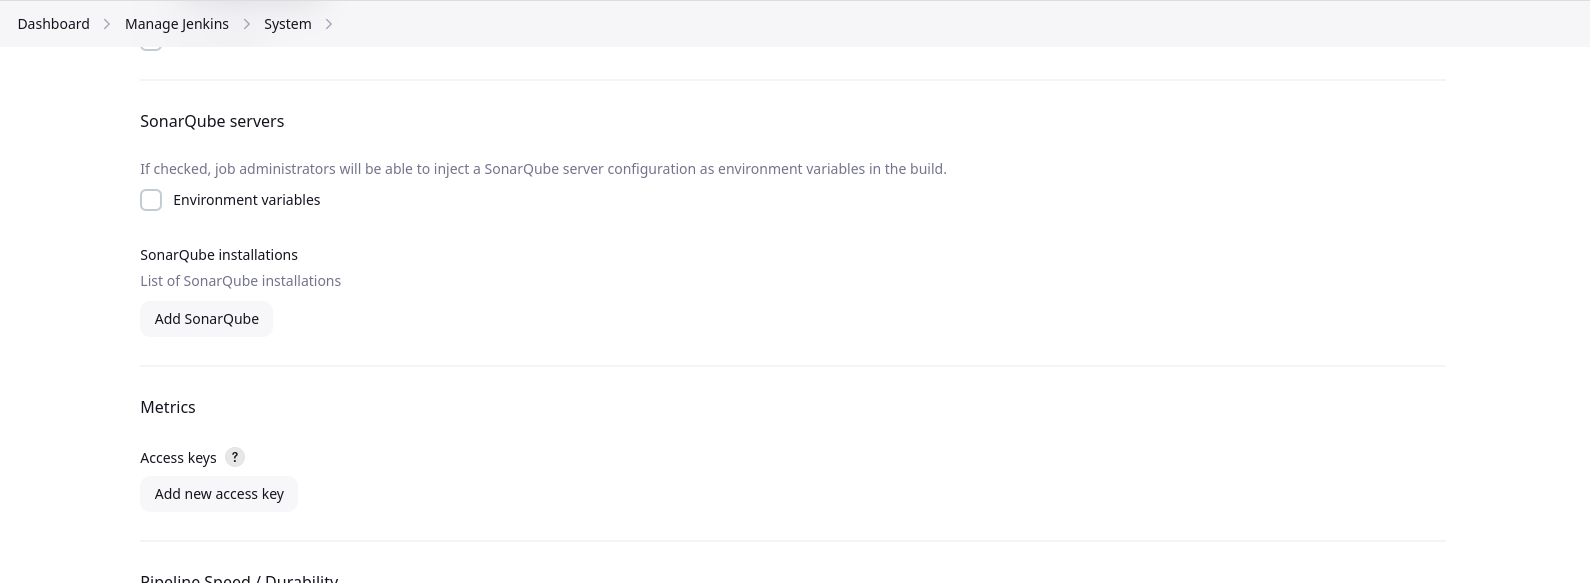 Dashboard
Manage Jenkins
System
SonarQube servers
If checked, job administrators will be able to inject a SonarQube server configuration as environment variables in the build.
Environment variables
SonarQube installations
List of SonarQube installations
Add SonarQube
Metrics
Access keys ?
Add new access key
Pipeline Speed / Durability